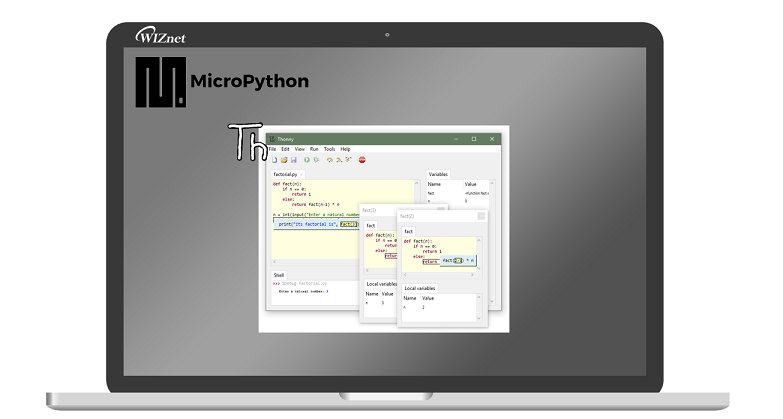 WIZnet
MicroPython
Th
Thonny
File Edit View Run Tools Help
factorial.py
def fact(n):
if n == 0:
return 1
else:
return fact(n-1) * n
n = int(input("Enter a natural number
print("Its factorial is", fact(n)
Shell
>>> %Debug factorial.py
Enter a natural number: 3
Variables
Name Value
fact
n 3
fact(3)
fact
def fact(n):
if n == 0:
return
else:
return
Local variables
Name Value
n 3
fact(2)
fact
def fact(n):
if n == 0:
return 1
else:
return fact(n-1) * n
Local variables
Name Value
n 2